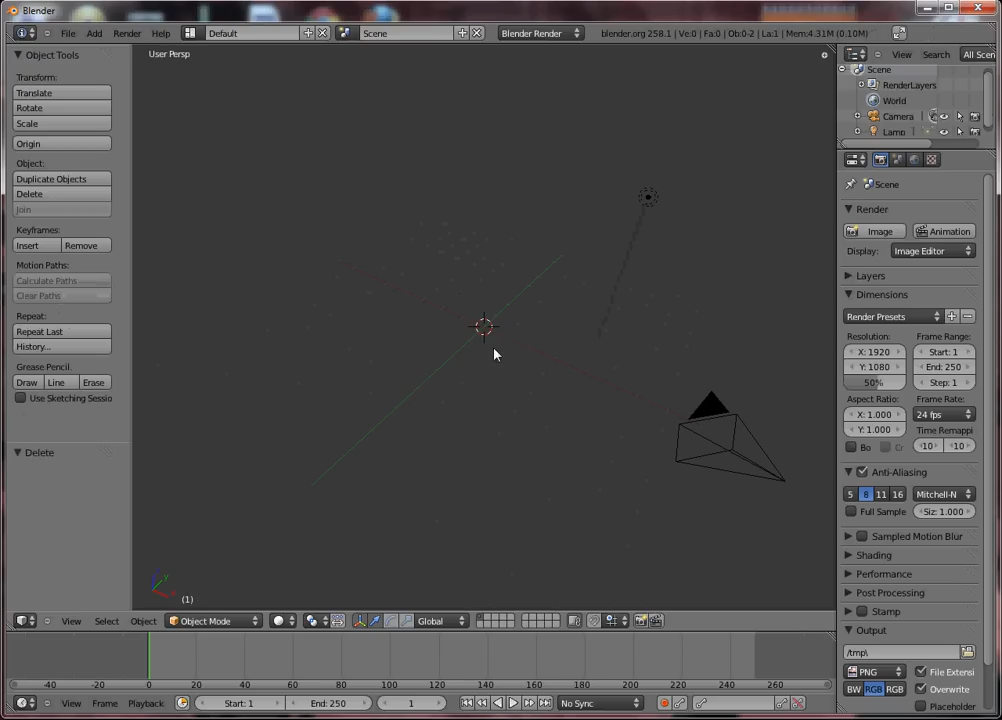 Blender
File Add Render Help Default Scene Blender Render blender.org 258.1 | Ve:0 | Fa:0 | Ob:0-2 | La:1 | Mem:4.31M (0.10M)
Object Tools
Transform:
Translate
Rotate
Scale
Origin
Object:
Duplicate Objects
Delete
Join
Keyframes:
Insert Remove
Motion Paths:
Calculate Paths
Clear Paths
Repeat:
Repeat Last
History...
Grease Pencil:
Draw Line Erase
Use Sketching Sessio
Delete
User Persp
(1)
View Search All Scen
Scene
RenderLayers
World
Camera
Lamp
Scene
Render
Image Animation
Display: Image Editor
Layers
Dimensions
Render Presets
Resolution: Frame Range:
X: 1920 Start: 1
Y: 1080 End: 250
50% Step: 1
Aspect Ratio: Frame Rate:
X: 1.000 24 fps
Y: 1.000 Time Remappi
Bo Cr 10 10
Anti-Aliasing
5 8 11 16 Mitchell-N
Full Sample Siz: 1.000
Sampled Motion Blur
Shading
Performance
Post Processing
Stamp
Output
/tmp\
PNG File Extensi
BW RGB RGB Overwrite
Placeholder
View Select Object Object Mode Global
-40 -20 0 20 40 60 80 100 120 140 160 180 200 220 240 260
View Frame Playback Start: 1 End: 250 1 No Sync